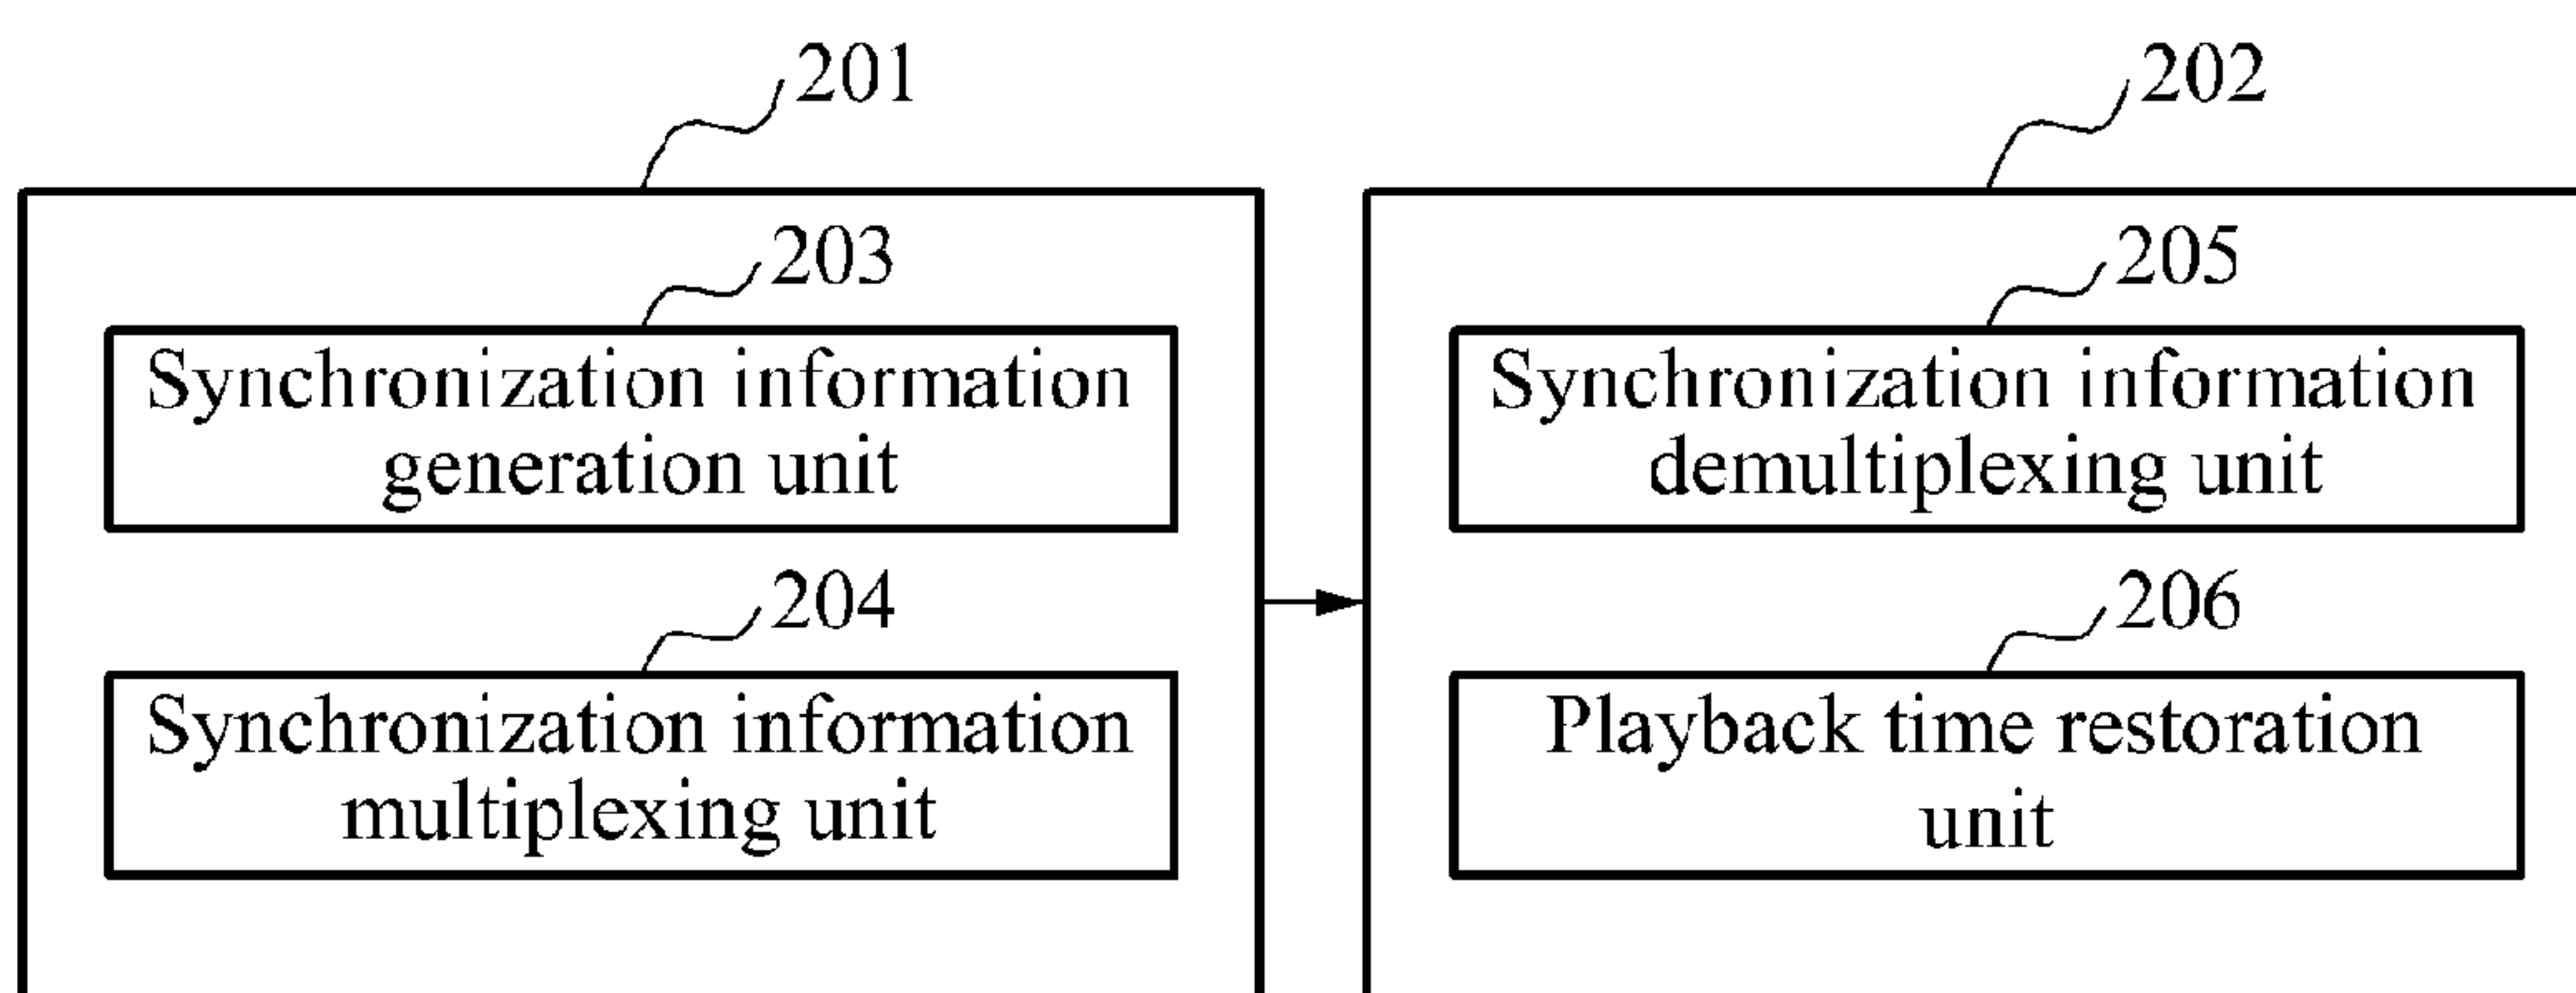 201
202
203
205
Synchronization information
generation unit
Synchronization information
demultiplexing unit
204
206
Synchronization information
multiplexing unit
Playback time restoration
unit